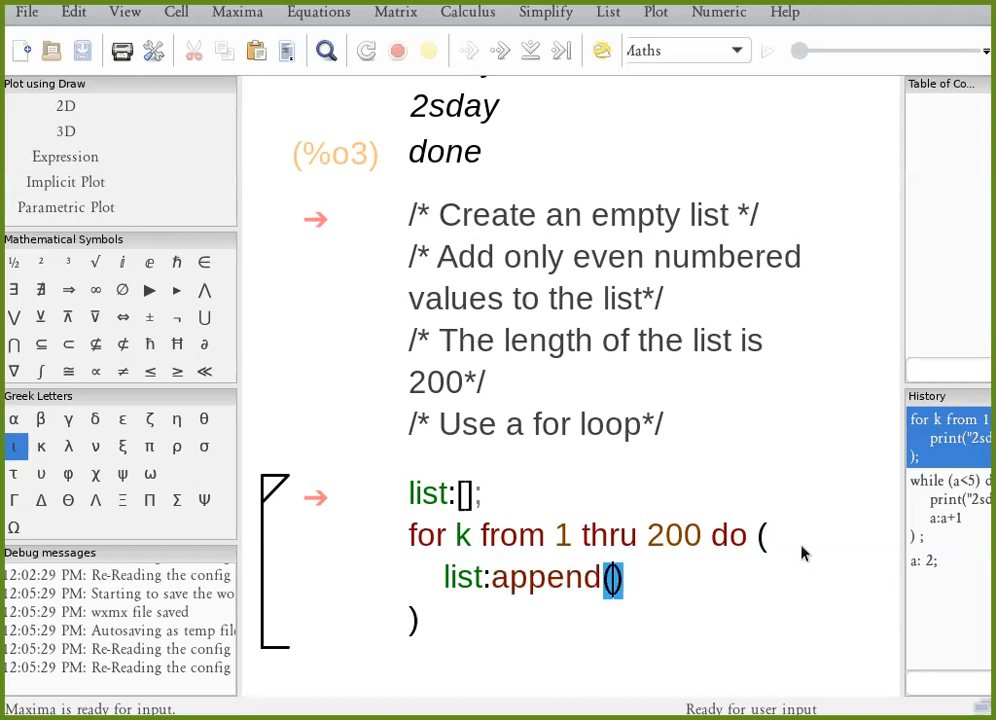 File Edit View Cell Maxima Equations Matrix Calculus Simplify List Plot Numeric Help
Maths
Plot using Draw
2D
3D
Expression
Implicit Plot
Parametric Plot
Mathematical Symbols
½ ² ³ √ ⅈ ⅇ ħ ∈
∃ ∄ ⇒ ∞ ∅ ▶ ▸ ⋀
⋁ ⊻ ⊼ ⊽ ⇔ ± ¬ ⋃
⋂ ⊆ ⊂ ⊈ ⊄ ħ Ħ ∂
∇ ∫ ≅ ∝ ≠ ≤ ≥ ≪
Greek Letters
α β γ δ ε ζ η θ
ι κ λ ν ξ π ρ σ
τ υ φ χ ψ ω
Γ Δ Θ Λ Ξ Π Σ Ψ
Ω
Debug messages
12:02:29 PM: Re-Reading the config
12:05:29 PM: Starting to save the wo
12:05:29 PM: wxmx file saved
12:05:29 PM: Autosaving as temp file
12:05:29 PM: Re-Reading the config
12:05:29 PM: Re-Reading the config
2sday
(%o3) done
➔ /* Create an empty list */
/* Add only even numbered
values to the list*/
/* The length of the list is
200*/
/* Use a for loop*/
➔ list:[];
for k from 1 thru 200 do (
list:append()
)
Table of Co...
History
for k from 1
print("2sd
);
while (a<5) d
print("2sd
a:a+1
) ;
a: 2;
Maxima is ready for input.
Ready for user input